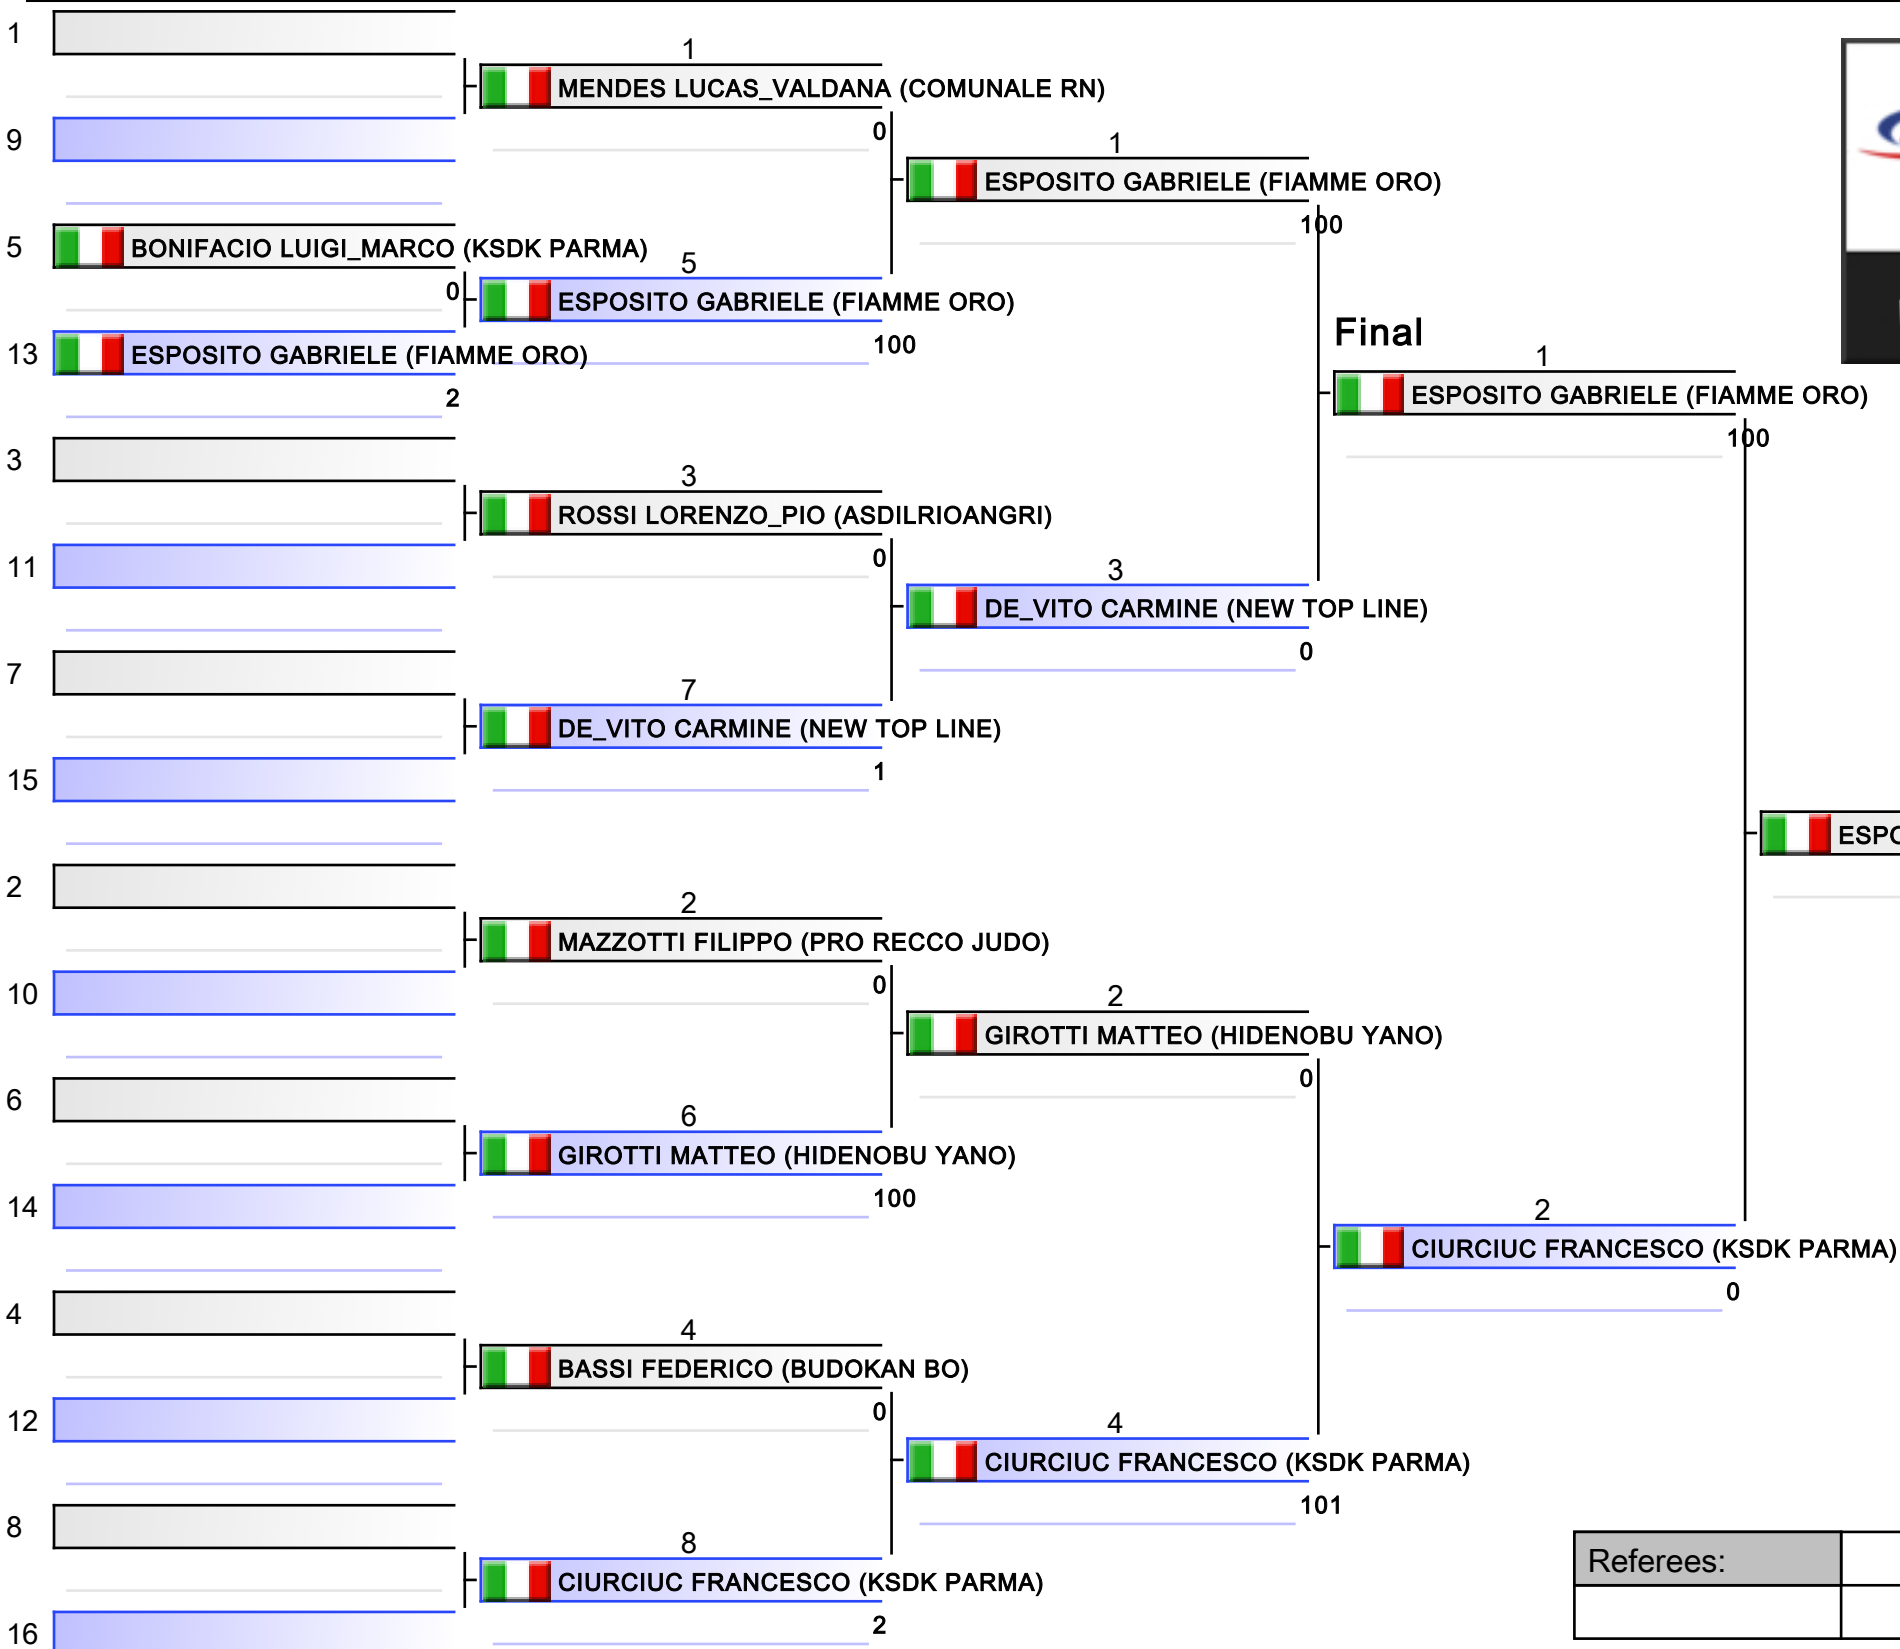 1
1
MENDES LUCAS_VALDANA (COMUNALE RN)
0
9
1
ESPOSITO GABRIELE (FIAMME ORO)
100
5
BONIFACIO LUIGI_MARCO (KSDK PARMA)
0
5
ESPOSITO GABRIELE (FIAMME ORO)
100
13
ESPOSITO GABRIELE (FIAMME ORO)
2
Final
1
ESPOSITO GABRIELE (FIAMME ORO)
100
3
3
ROSSI LORENZO_PIO (ASDILRIOANGRI)
0
11
3
DE_VITO CARMINE (NEW TOP LINE)
0
7
7
DE_VITO CARMINE (NEW TOP LINE)
1
15
ESPO
2
2
MAZZOTTI FILIPPO (PRO RECCO JUDO)
0
10
2
GIROTTI MATTEO (HIDENOBU YANO)
0
6
6
GIROTTI MATTEO (HIDENOBU YANO)
100
14
2
CIURCIUC FRANCESCO (KSDK PARMA)
0
4
4
BASSI FEDERICO (BUDOKAN BO)
0
12
4
CIURCIUC FRANCESCO (KSDK PARMA)
101
8
8
CIURCIUC FRANCESCO (KSDK PARMA)
2
16
Referees: